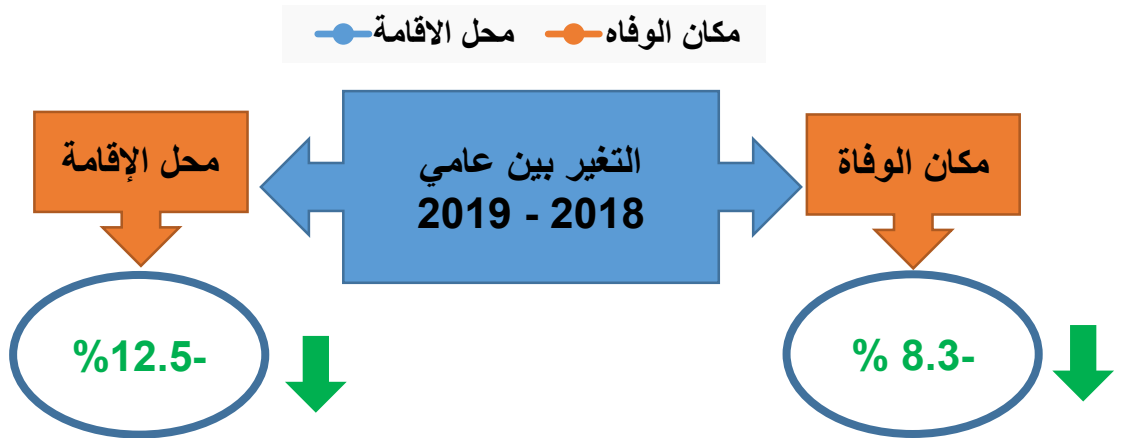 مكان الوفاه
محل الاقامة
مكان الوفاة
التغير بين عامي
2018 - 2019
محل الإقامة
% 8.3-
%12.5-